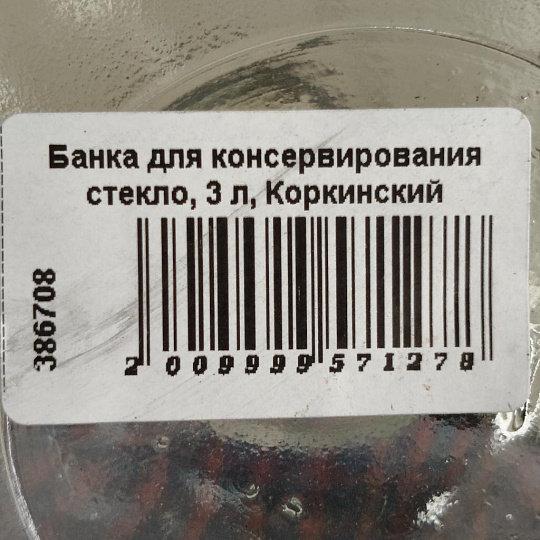 Банка для консервирования
стекло, 3 л, Коркинский
386708
2 009999 571278